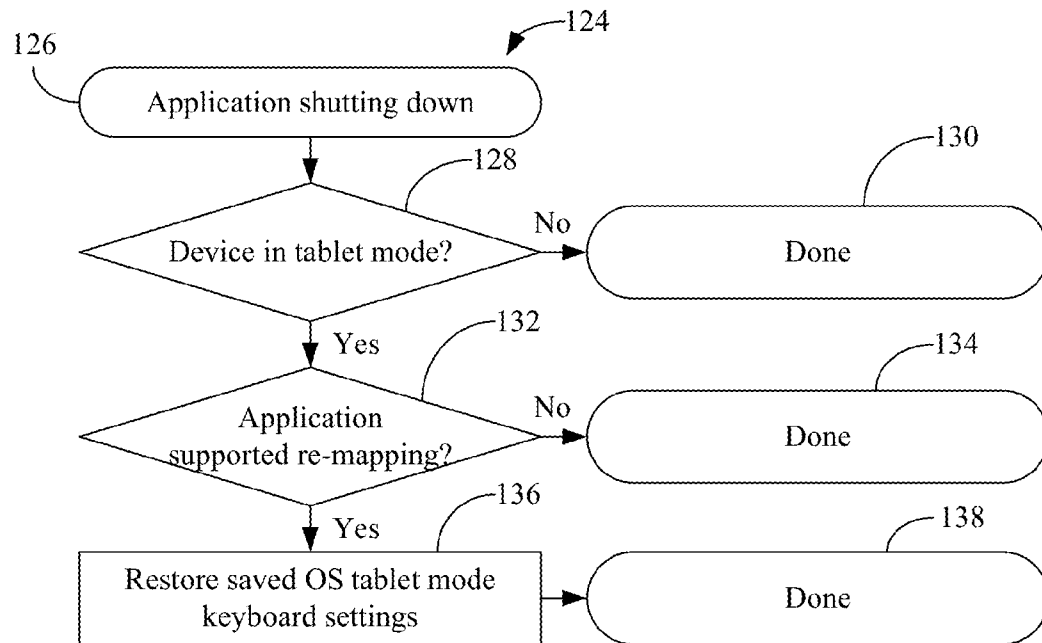 124
126
Application shutting down
128
130
Device in tablet mode?
No
Done
Yes
132
134
Application
supported re-mapping?
No
Done
Yes
136
138
Restore saved OS tablet mode
keyboard settings
Done